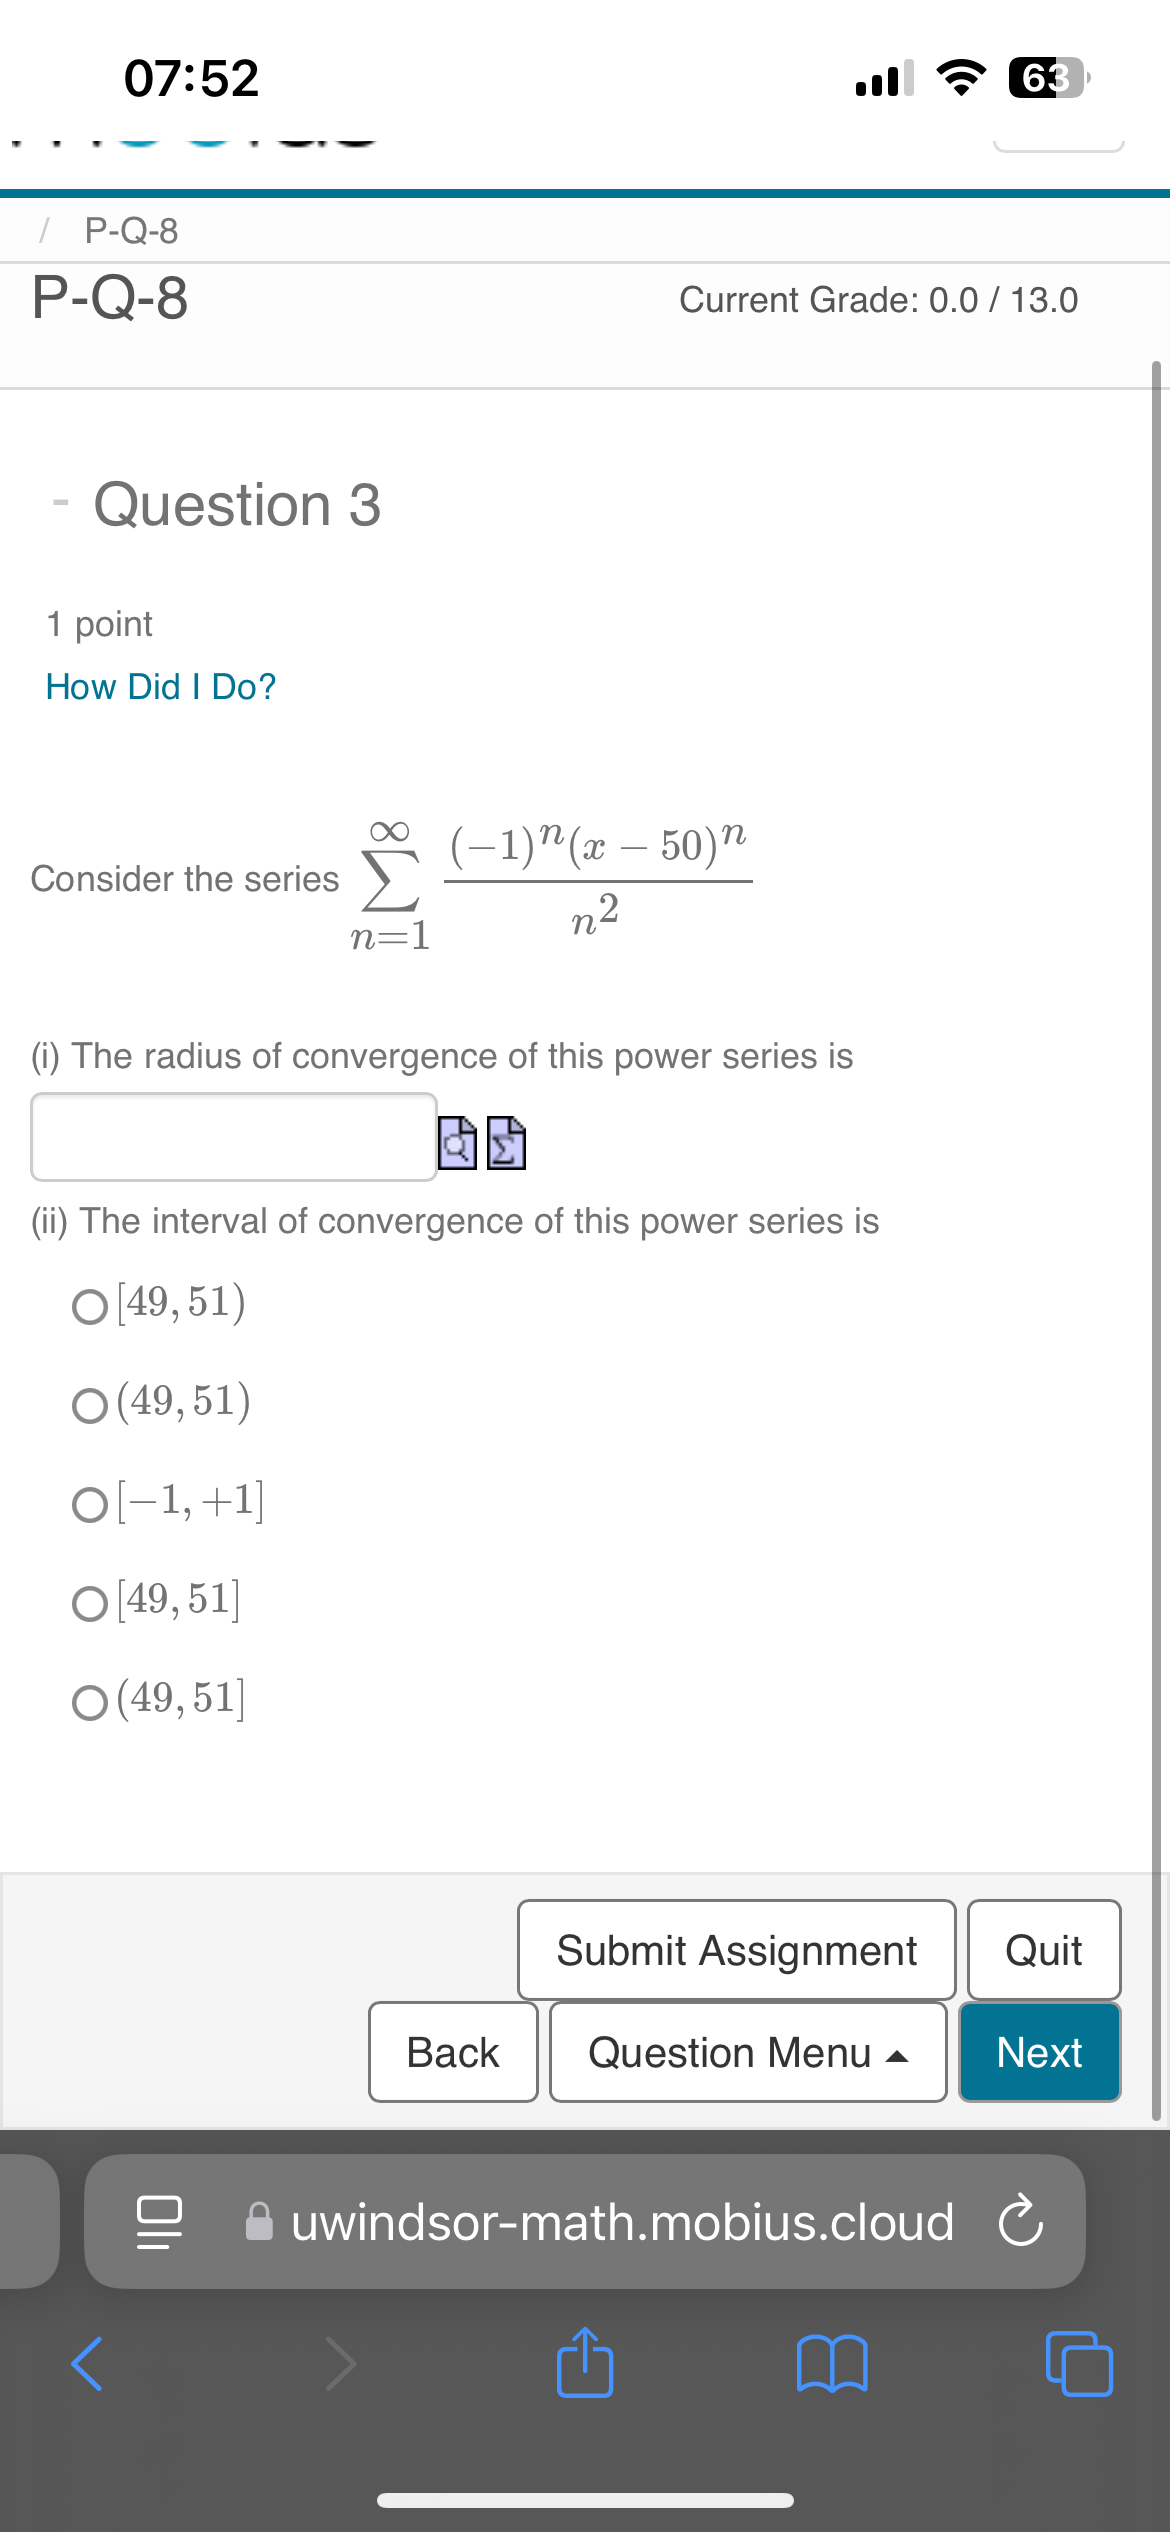 07:52
63
/ P-Q-8
P-Q-8
Current Grade: 0.0 / 13.0
- Question 3
1 point
How Did I Do?
Consider the series ∑_{n=1}^{∞} \frac{(−1)^n(x − 50)^n}{n^2}
(i) The radius of convergence of this power series is
(ii) The interval of convergence of this power series is
[49, 51)
(49, 51)
[−1, +1]
[49, 51]
(49, 51]
Submit Assignment
Quit
Back
Question Menu
Next
uwindsor-math.mobius.cloud